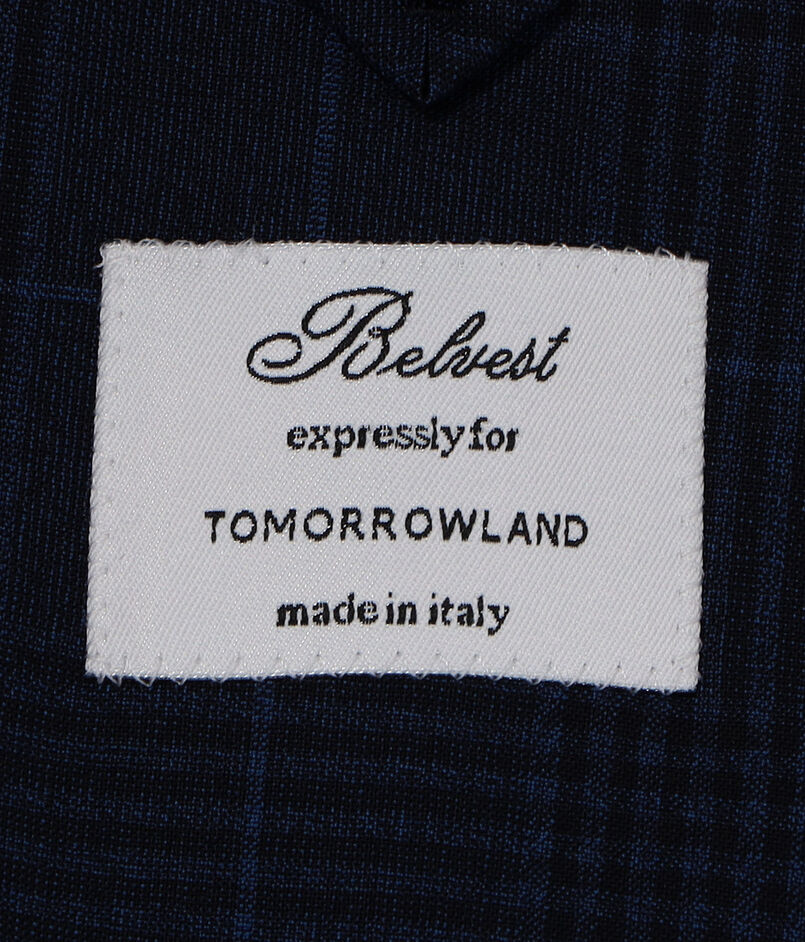 Belvest
expressly for
TOMORROWLAND
made in italy